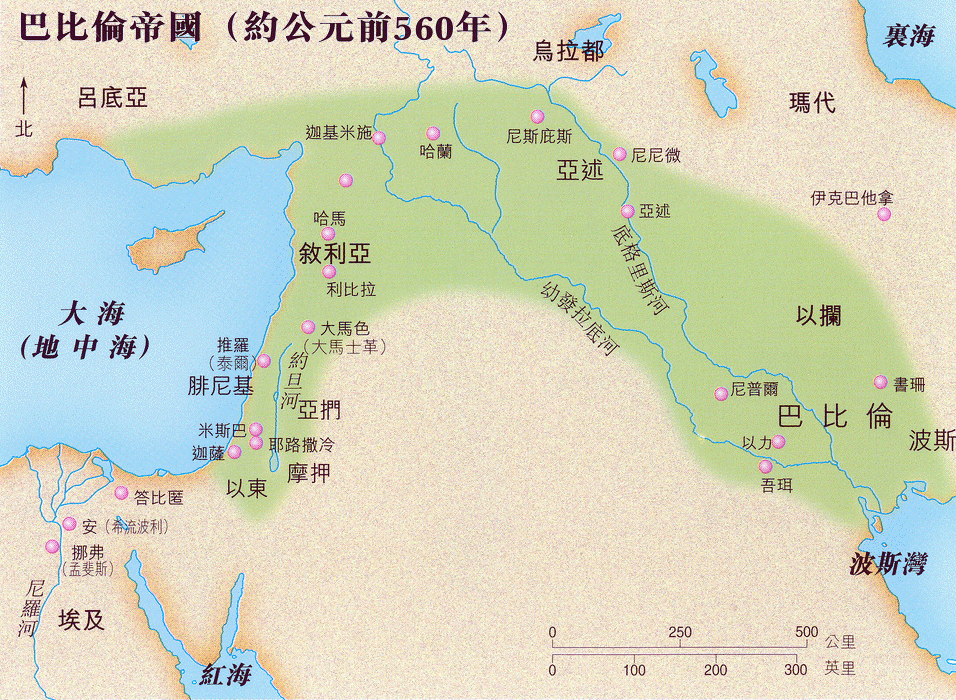 巴比倫帝國（約公元前560年）
裏海
烏拉都
呂底亞
瑪代
北
迦基米施
哈蘭
尼斯庇斯
亞述
尼尼微
伊克巴他拿
亞述
哈馬
敘利亞
利比拉
底格里斯河
幼發拉底河
以攔
大海
(地中海)
大馬色
（大馬士革）
推羅
（泰爾）
腓尼基
約旦河
亞捫
尼普爾
書珊
巴比倫
波斯
米斯巴
耶路撒冷
迦薩
摩押
以東
以力
吾珥
答比匿
安（希流波利）
挪弗
（孟斐斯）
尼羅河
埃及
紅海
波斯灣
0 250 500 公里
0 100 200 300 英里